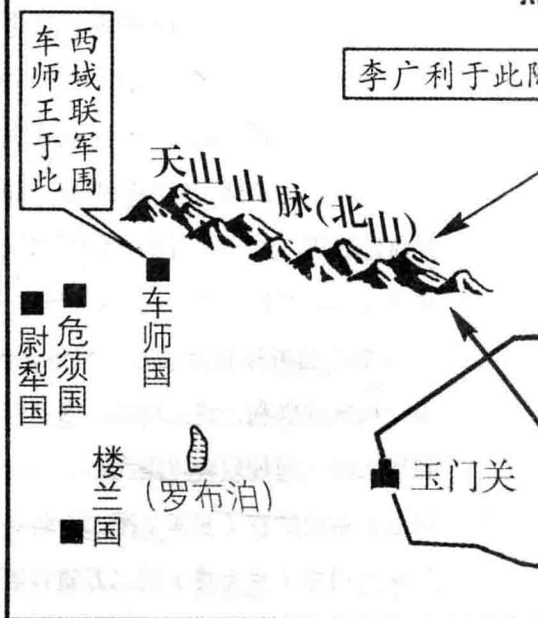 西域联军围
车师王于此
李广利于此
天山山脉(北山)
车师国
危须国
尉犁国
楼兰国
(罗布泊)
玉门关